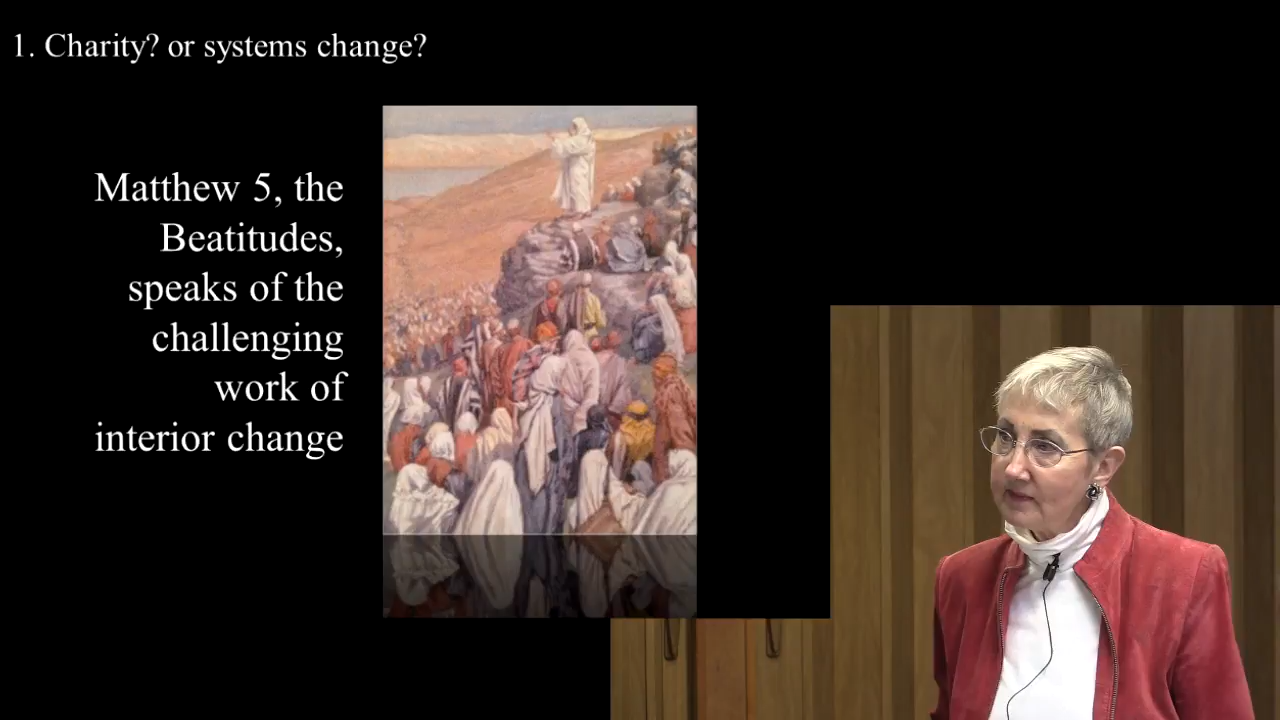 1. Charity? or systems change?
Matthew 5, the
Beatitudes,
speaks of the
challenging
work of
interior change